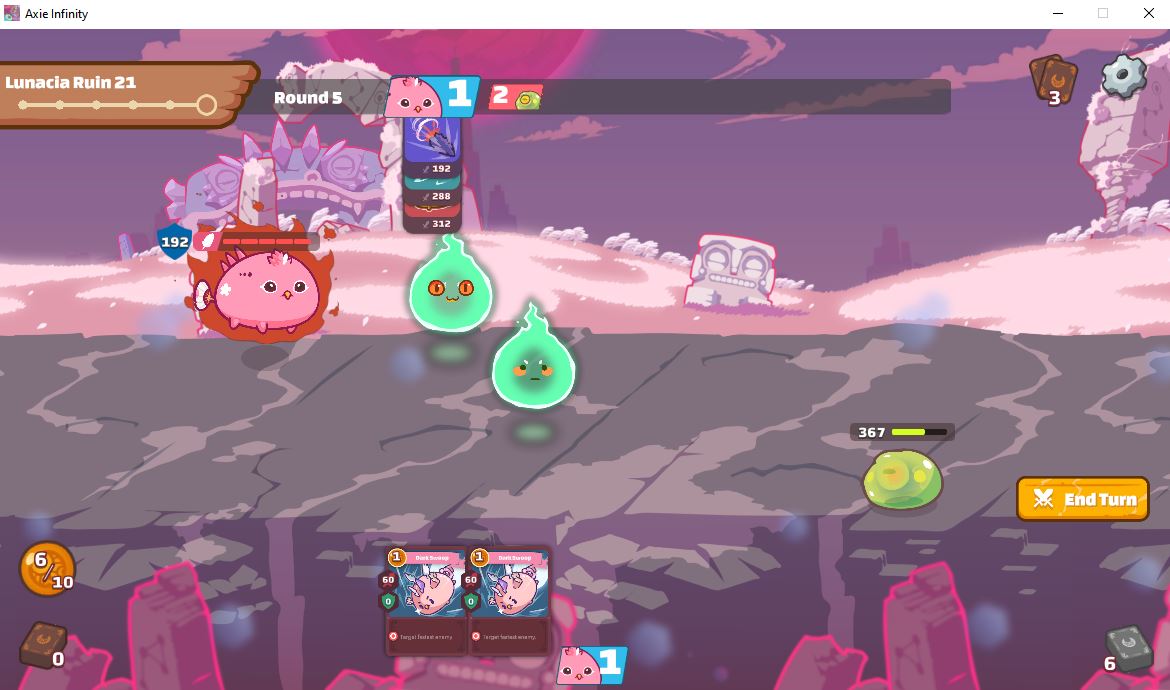 Axie Infinity
Lunacia Ruin 21
Round 5
1
2
3
192
288
312
192
367
End Turn
6/10
1 Dark Swoop
60
0
Target fastest enemy.
1 Dark Swoop
60
0
Target fastest enemy.
0
1
6